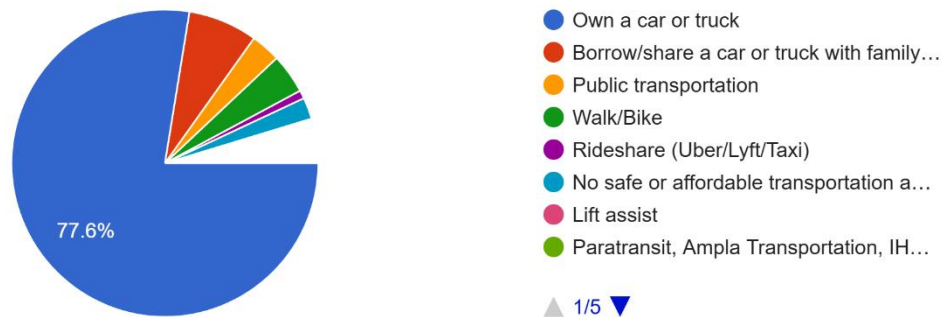 Own a car or truck
Borrow/share a car or truck with family…
Public transportation
Walk/Bike
Rideshare (Uber/Lyft/Taxi)
No safe or affordable transportation a…
Lift assist
Paratransit, Ampla Transportation, IH…
77.6%
1/5